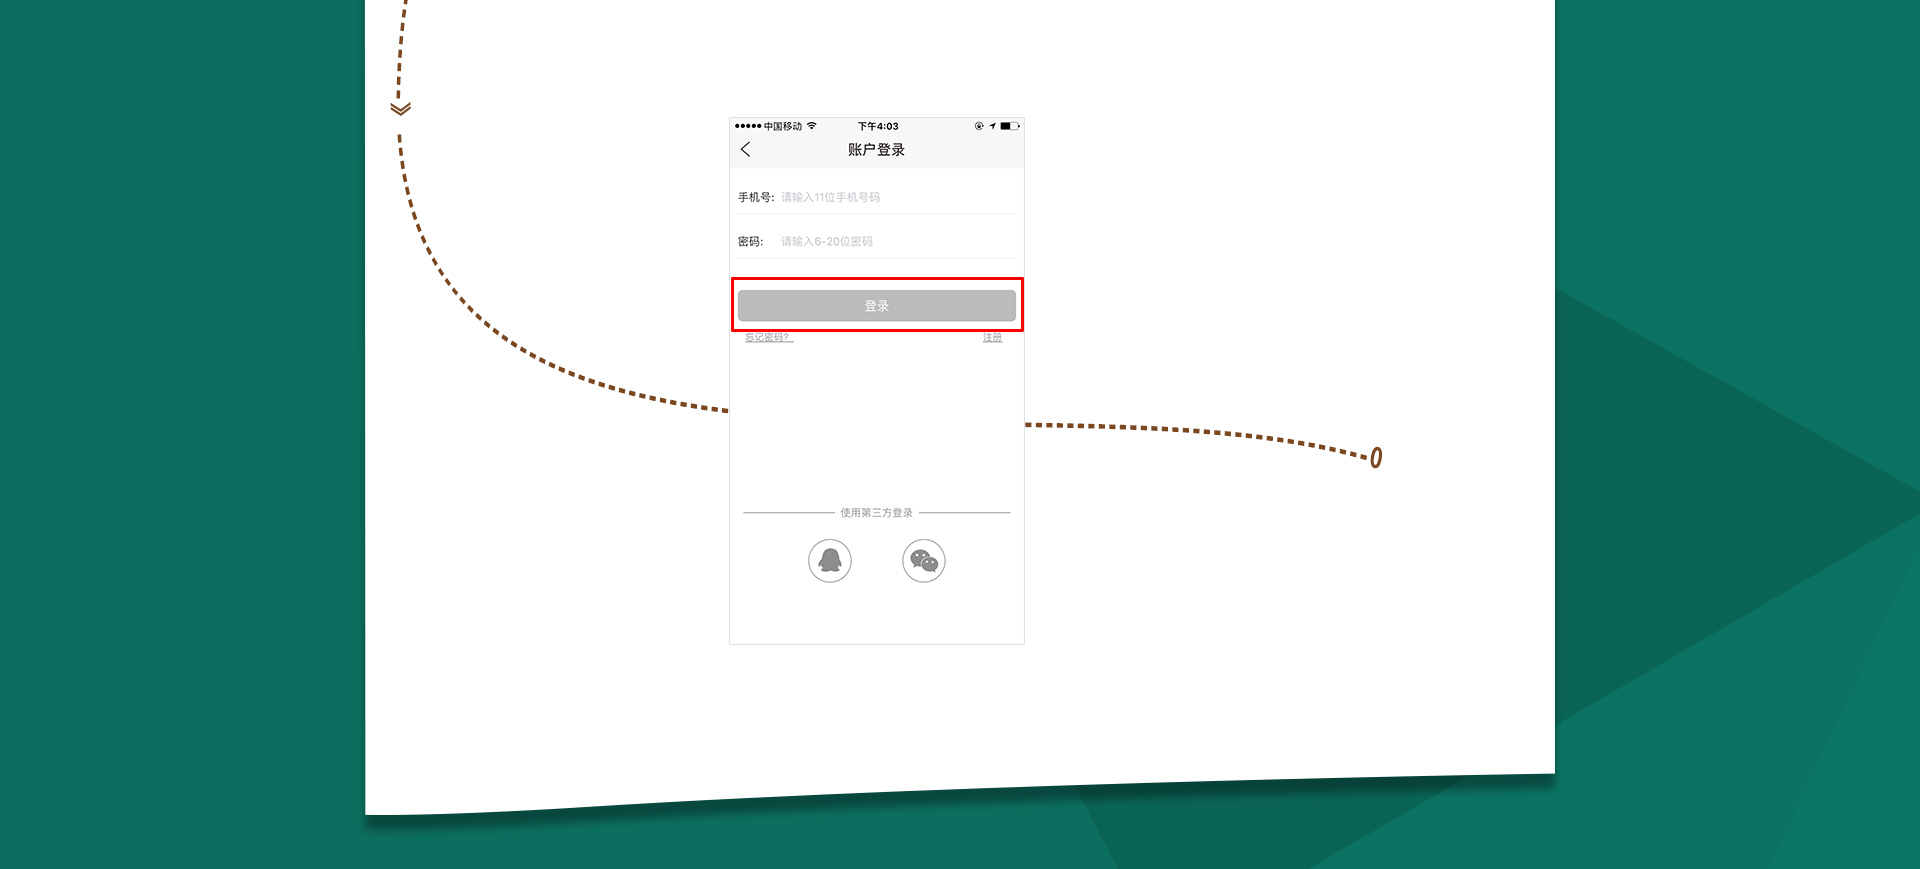 中国移动 下午4:03
账户登录
手机号: 请输入11位手机号码
密码: 请输入6-20位密码
登录
忘记密码? 注册
使用第三方登录